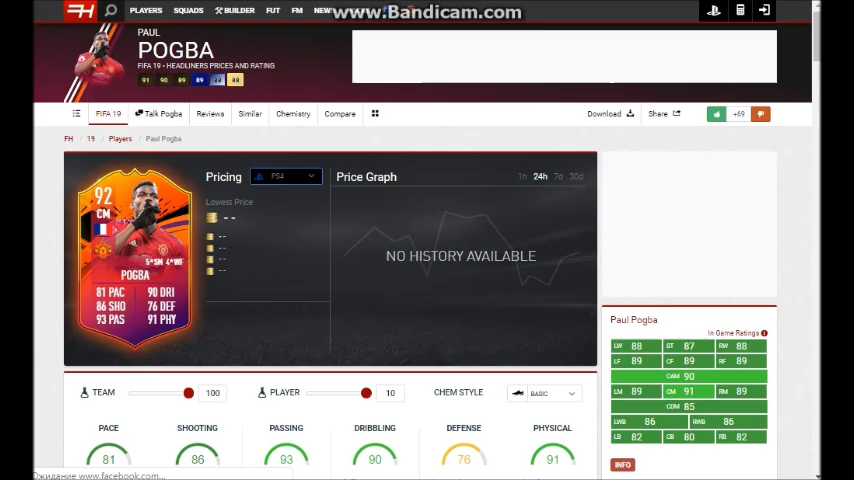 PLAYERS SQUADS BUILDER FUT FM NEWS
www.Bandicam.com
PAUL
POGBA
FIFA 19 - HEADLINERS PRICES AND RATING
91 90 89 89 88
FIFA 19 Talk Pogba Reviews Similar Chemistry Compare Download Share +69
FH / 19 / Players / Paul Pogba
92
CM
5*SM 4*WF
POGBA
81 PAC 90 DRI
86 SHO 76 DEF
93 PAS 91 PHY
Pricing PS4
Lowest Price
- -
--
--
--
--
Price Graph 1h 24h 7d 30d
NO HISTORY AVAILABLE
Paul Pogba
In Game Ratings
LW 88 ST 87 RW 88
LF 89 CF 89 RF 89
CAM 90
LM 89 CM 91 RM 89
CDM 85
LWB 86 RWB 86
LB 82 CB 80 RB 82
INFO
TEAM 100 PLAYER 10 CHEM STYLE BASIC
PACE SHOOTING PASSING DRIBBLING DEFENSE PHYSICAL
81 86 93 90 76 91
Ожидание www.facebook.com...